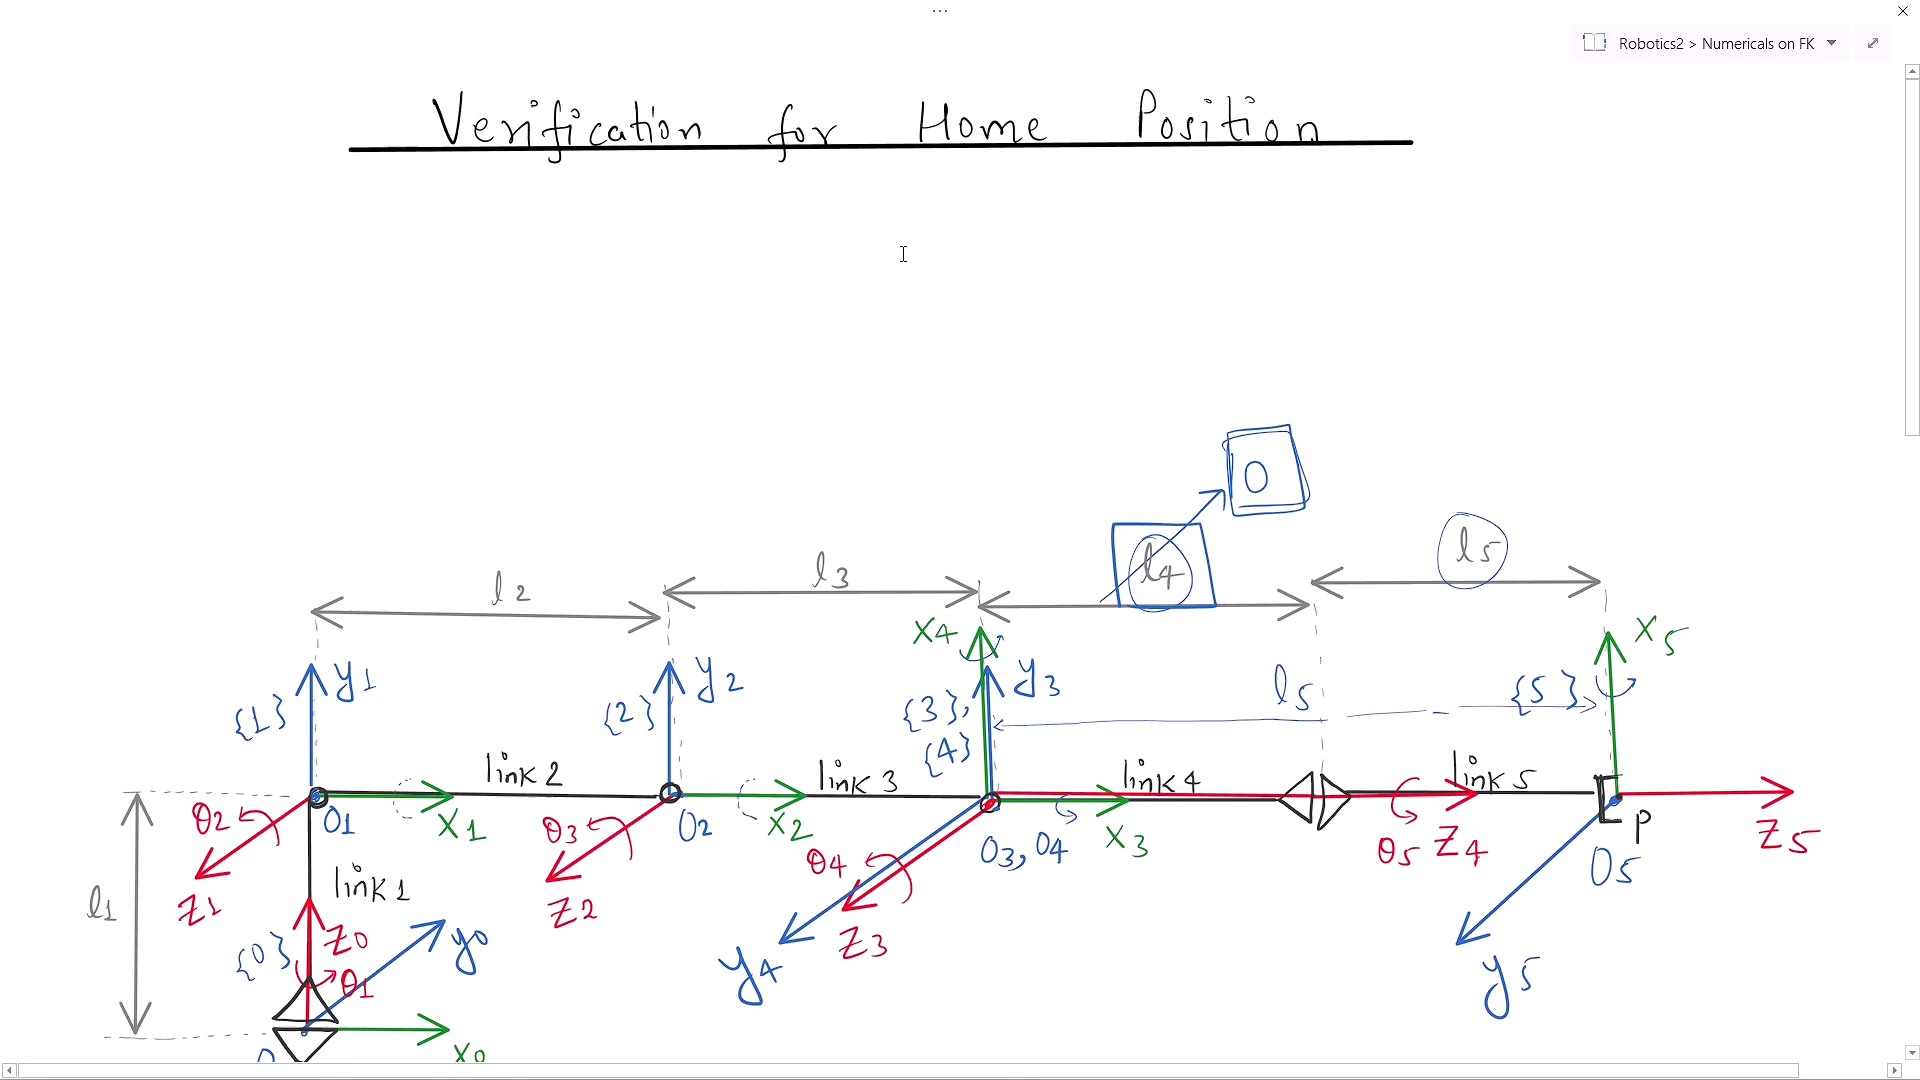 Robotics2 > Numericals on FK
Verification for Home Position
0
l4
l5
l3
l2
x4
x5
y1
y2
y3
l5
{1}
{2}
{3},
{4}
{5}
link 2
link 3
link 4
link 5
θ2
O1
x1
θ3
O2
x2
θ4
O3, O4
x3
θ5
z4
P
O5
z5
l1
link 1
z1
z2
z3
{0}
z0
y0
θ1
y4
y5
x0